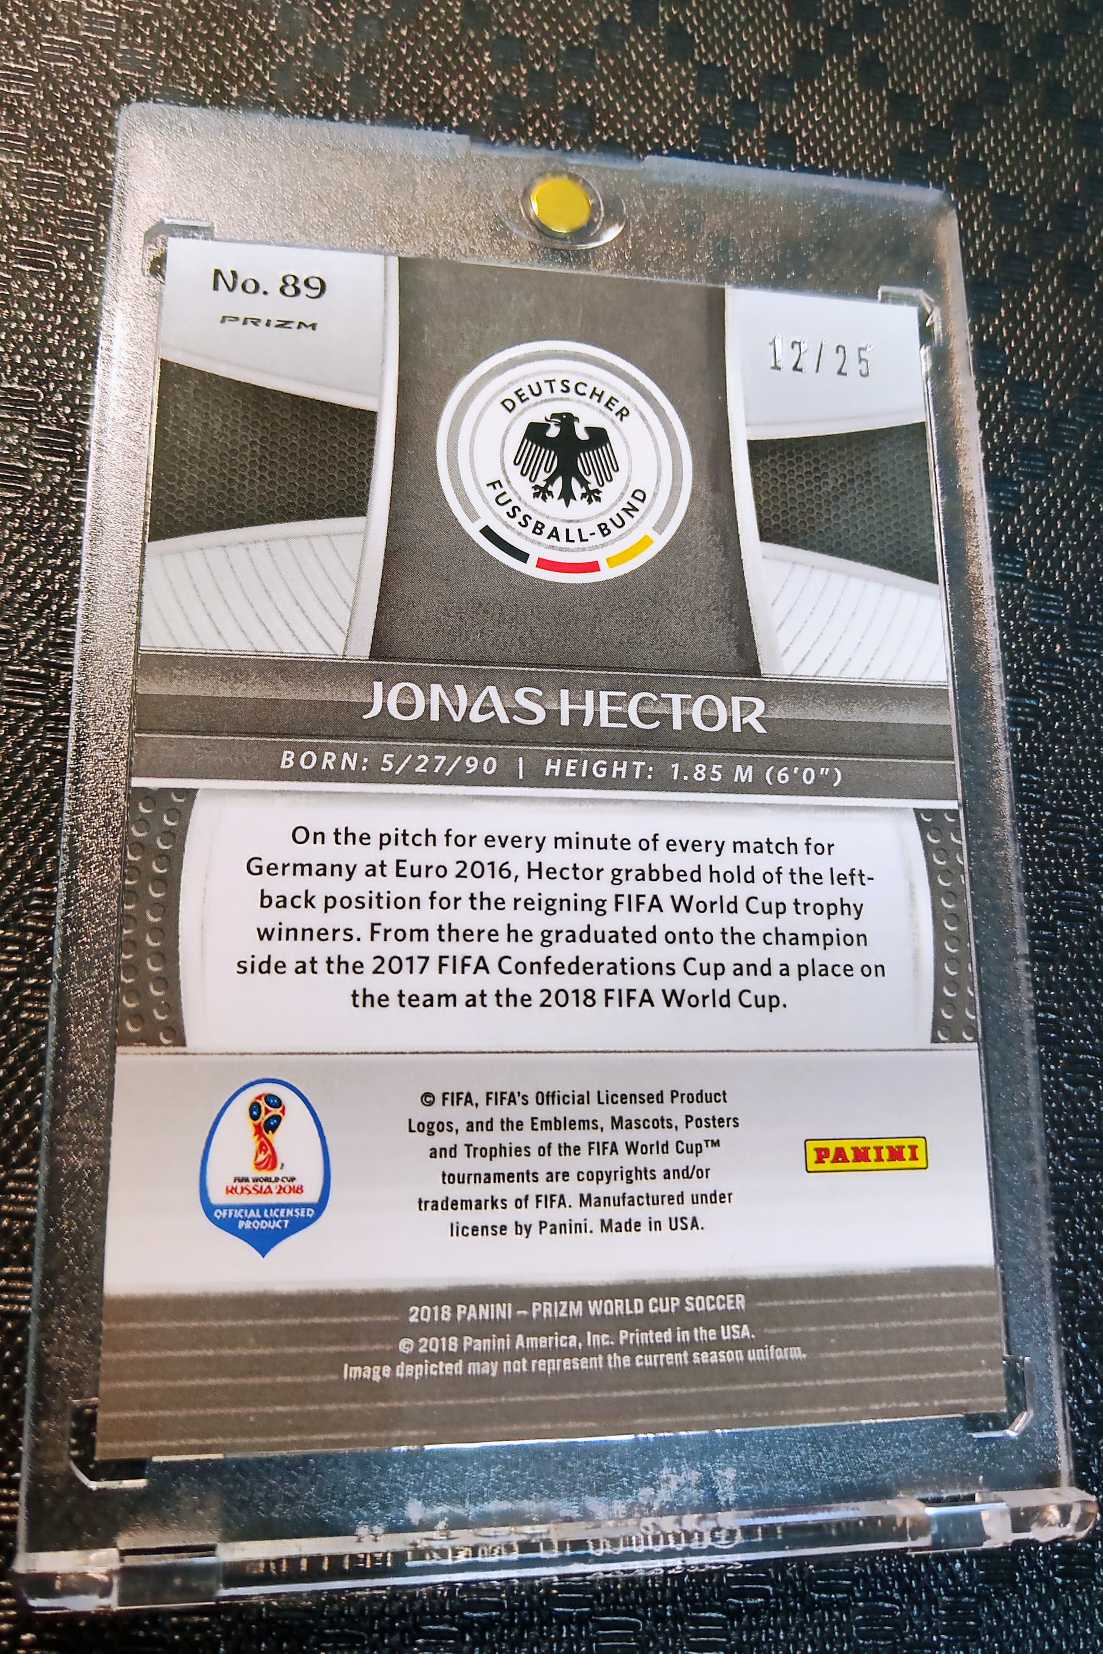 No. 89
PRIZM
12/25
DEUTSCHER
FUSSBALL-BUND
JONAS HECTOR
BORN: 5/27/90 | HEIGHT: 1.85 M (6'0")
On the pitch for every minute of every match for
Germany at Euro 2016, Hector grabbed hold of the left-
back position for the reigning FIFA World Cup trophy
winners. From there he graduated onto the champion
side at the 2017 FIFA Confederations Cup and a place on
the team at the 2018 FIFA World Cup.
FIFA WORLD CUP
RUSSIA 2018
OFFICIAL LICENSED
PRODUCT
© FIFA, FIFA's Official Licensed Product
Logos, and the Emblems, Mascots, Posters
and Trophies of the FIFA World Cup™
tournaments are copyrights and/or
trademarks of FIFA. Manufactured under
license by Panini. Made in USA.
PANINI
2018 PANINI – PRIZM WORLD CUP SOCCER
© 2018 Panini America, Inc. Printed in the USA.
Image depicted may not represent the current season uniform.